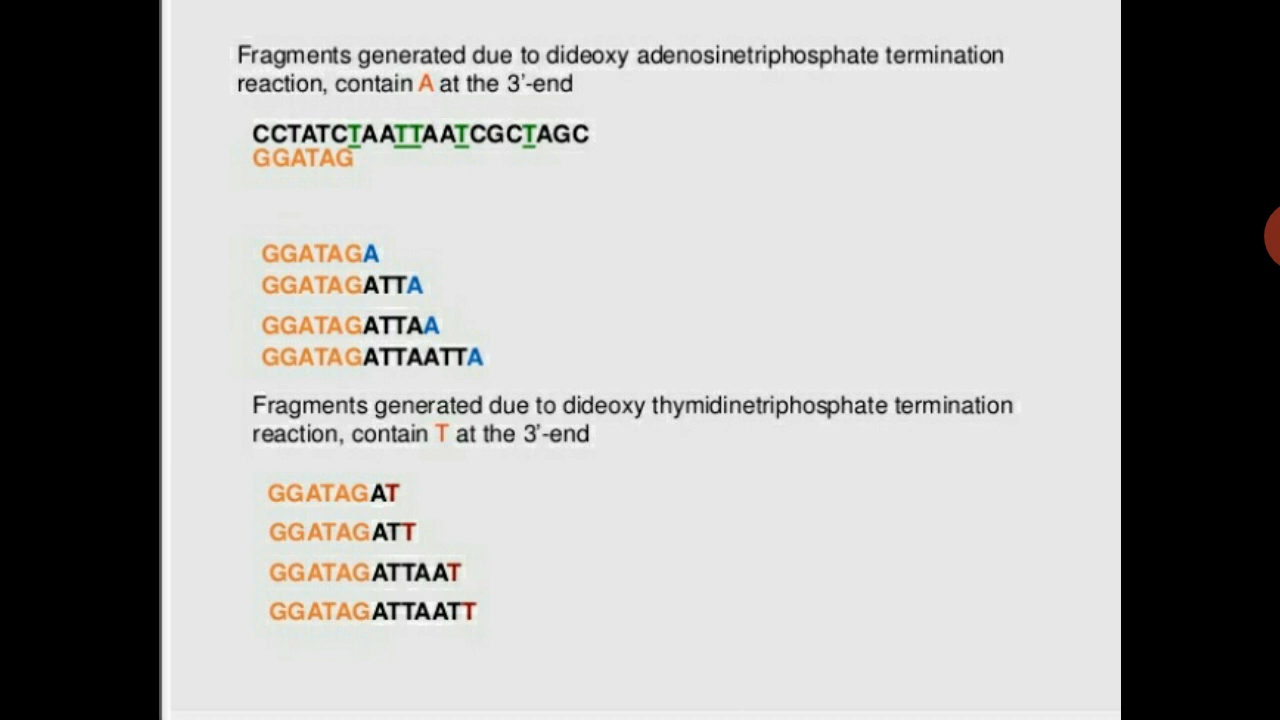 Fragments generated due to dideoxy adenosinetriphosphate termination
reaction, contain A at the 3'-end
CCTATCTAATTAATCGCTAGC
GGATAG
GGATAGA
GGATAGATTA
GGATAGATTAA
GGATAGATTAATTA
Fragments generated due to dideoxy thymidinetriphosphate termination
reaction, contain T at the 3'-end
GGATAGAT
GGATAGATT
GGATAGATTAAT
GGATAGATTAATT